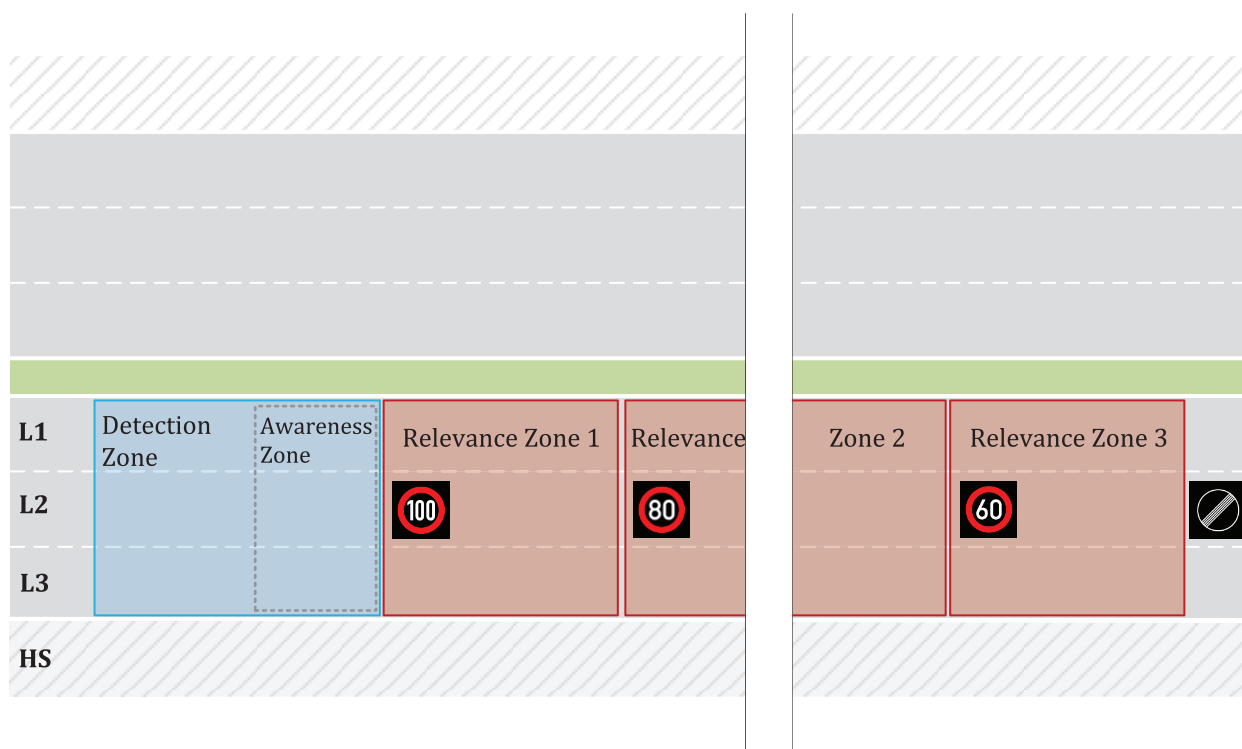 L1
L2
L3
HS
Detection
Zone
Awareness
Zone
Relevance Zone 1
100
Relevance
80
Zone 2
Relevance Zone 3
60